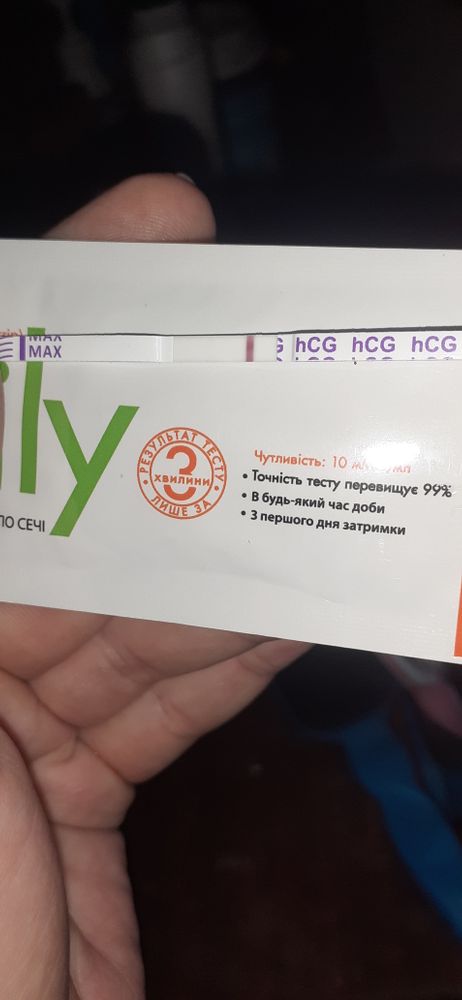 MAX
MAX
hCG hCG hCG
ily
ПО СЕЧІ
РЕЗУЛЬТАТ ТЕСТУ
3
ХВИЛИНИ
ЛИШЕ ЗА
Чутливість: 10
• Точність тесту перевищує 99%
• В будь-який час доби
• З першого дня затримки